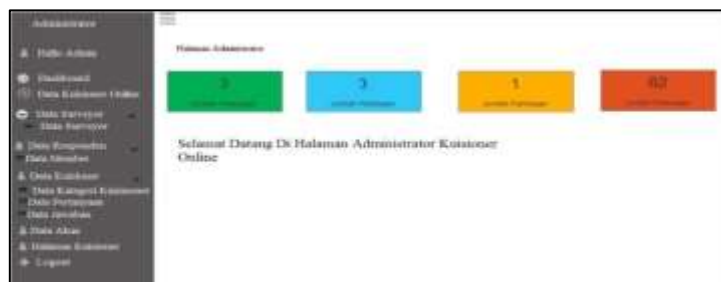 Administrator
Hallo Admin
Dashboard
Data Kuisioner Online
Data Surveyor
Data Surveyor
Data Responden
Data Member
Data Kuisioner
Data Kategori Kuisioner
Data Pertanyaan
Data Jawaban
Data Akses
Halaman Kuisioner
Logout
Halaman Administrator
3
3
1
62
Selamat Datang Di Halaman Administrator Kuisioner
Online